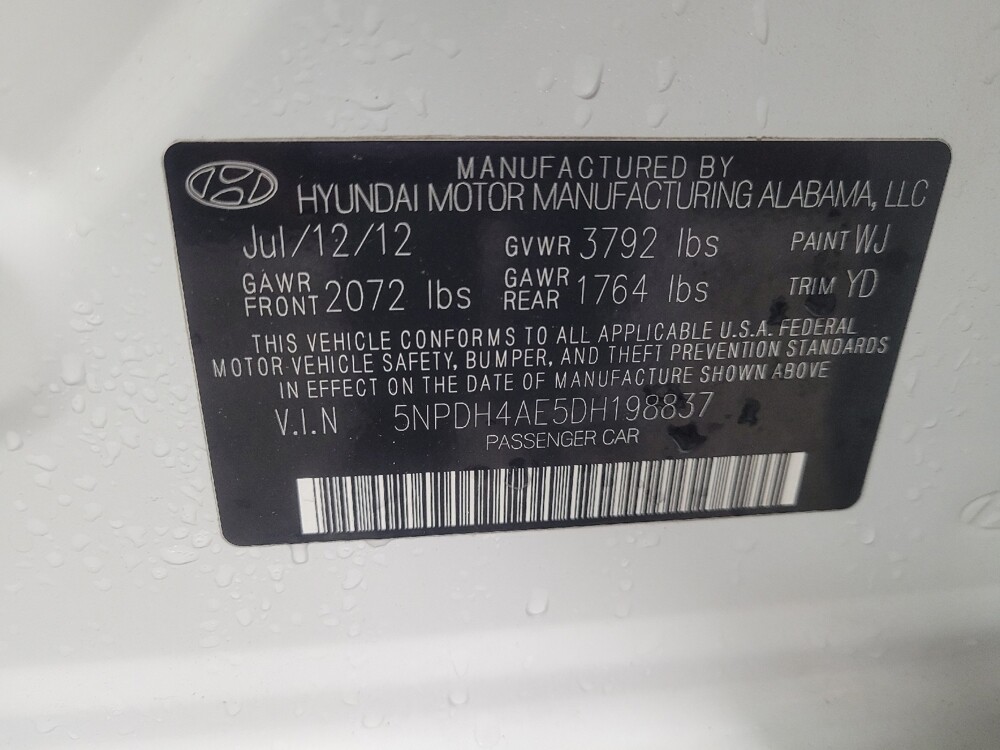 MANUFACTURED BY
HYUNDAI MOTOR MANUFACTURING ALABAMA, LLC
Jul/12/12 GVWR 3792 lbs PAINT WJ
GAWR FRONT 2072 lbs GAWR REAR 1764 lbs TRIM YD
THIS VEHICLE CONFORMS TO ALL APPLICABLE U.S.A. FEDERAL
MOTOR VEHICLE SAFETY, BUMPER, AND THEFT PREVENTION STANDARDS
IN EFFECT ON THE DATE OF MANUFACTURE SHOWN ABOVE
V.I.N 5NPDH4AE5DH198837
PASSENGER CAR